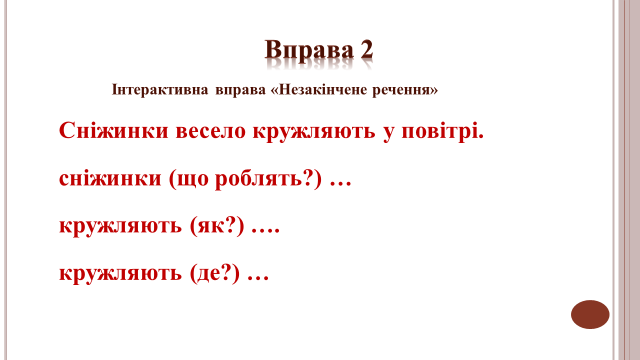 Вправа 2
Інтерактивна вправа «Незакінчене речення»
Сніжинки весело кружляють у повітрі.
сніжинки (що роблять?) …
кружляють (як?) ….
кружляють (де?) …